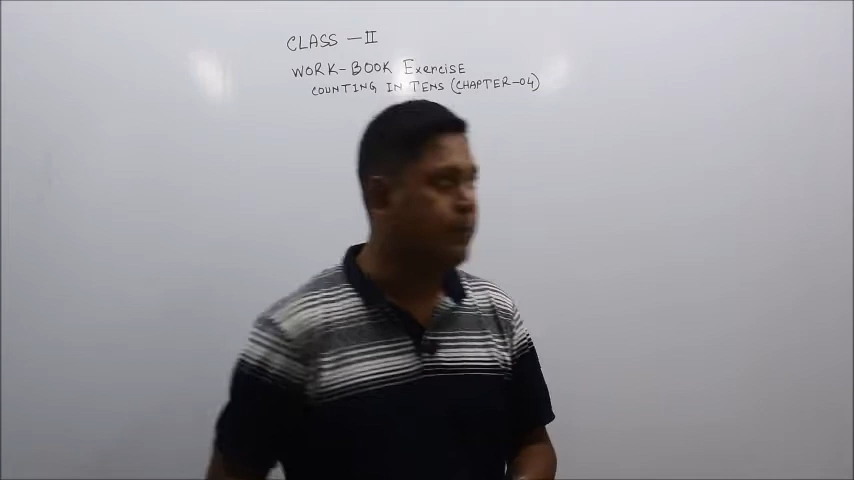 CLASS - II
WORK-BOOK Exercise
COUNTING IN TENS (CHAPTER-04)